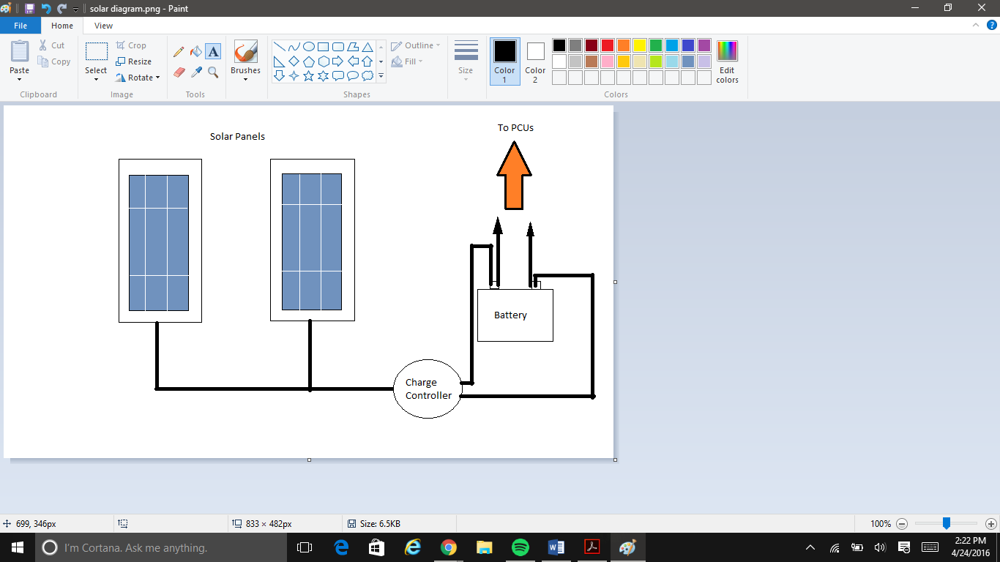 solar diagram.png - Paint
File
Home
View
Paste
Cut
Copy
Clipboard
Select
Crop
Resize
Rotate
Image
A
Tools
Brushes
Shapes
Outline
Fill
Size
Color
1
Color
2
Edit
colors
Colors
Solar Panels
To PCUs
Battery
Charge
Controller
699, 346px
833 × 482px
Size: 6.5KB
100%
I'm Cortana. Ask me anything.
2:22 PM
4/24/2016